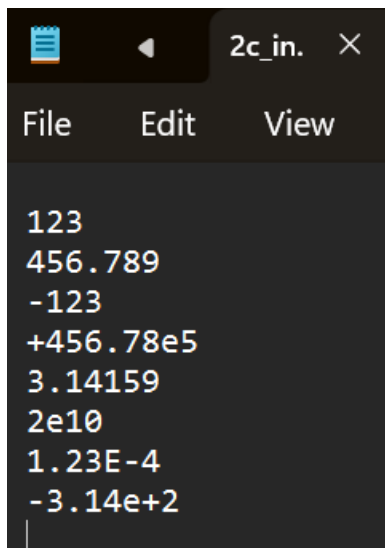 2c_in.
File Edit View
123
456.789
-123
+456.78e5
3.14159
2e10
1.23E-4
-3.14e+2